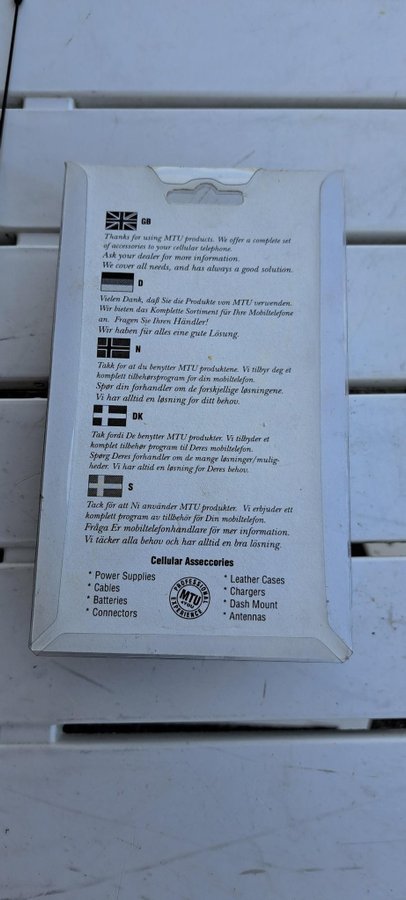 GB
Thanks for using MTU products. We offer a complete set
of accessories to your cellular telephone.
Ask your dealer for more information.
We cover all needs, and has always a good solution.
D
Vielen Dank, daß Sie die Produkte von MTU verwenden.
Wir bieten das Komplette Sortiment für Ihre Mobiltelefone
an. Fragen Sie Ihren Händler!
Wir haben für alles eine gute Lösung.
N
Takk for at du benytter MTU produktene. Vi tilbyr deg et
komplett tilbehørsprogram for din mobiltelefon.
Spør din forhandler om de forskjellige løsningene.
Vi har alltid en løsning for ditt behov.
DK
Tak fordi De benytter MTU produkter. Vi tilbyder et
komplet tilbehør program til Deres mobiltelefon.
Spørg Deres forhandler om de mange løsninger/mulig-
heder. Vi har altid en løsning for Deres behov.
S
Tack för att Ni använder MTU produkter. Vi erbjuder ett
komplett program av tillbehör för Din mobiltelefon.
Fråga Er mobiltelefonhandlare för mer information.
Vi täcker alla behov och har alltid en bra lösning.
Cellular Asseccories
• Power Supplies
• Cables
• Batteries
• Connectors
PROFESSIONAL
MTU
EXPERIENCE
• Leather Cases
• Chargers
• Dash Mount
• Antennas